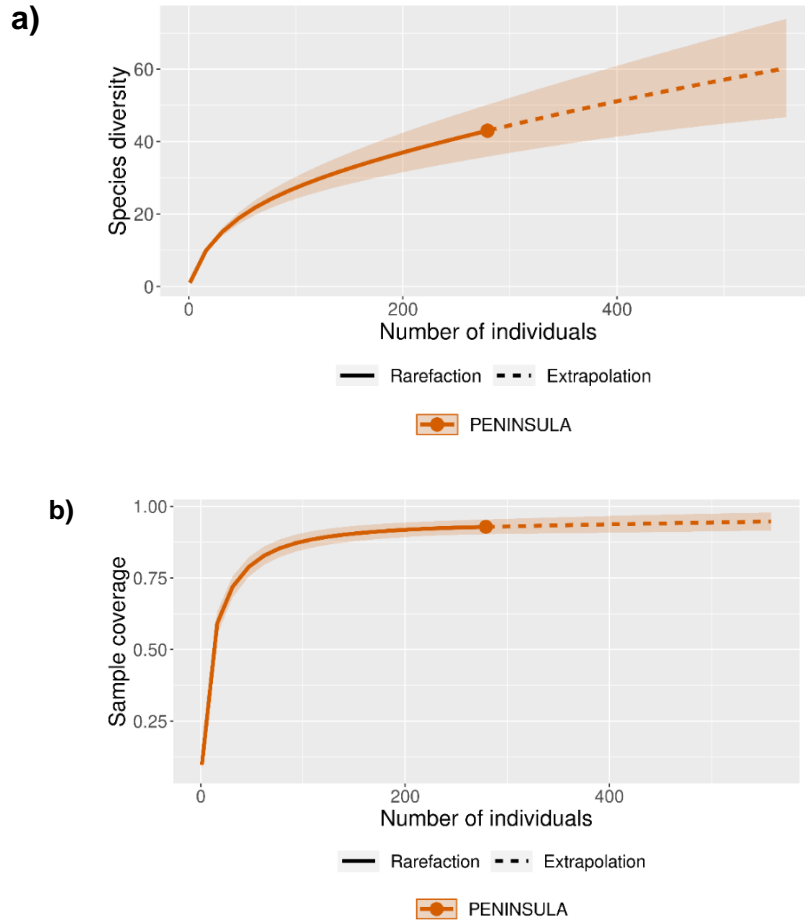 a)
Species diversity
60
40
20
0
0 200 400
Number of individuals
Rarefaction Extrapolation
PENINSULA
b)
Sample coverage
1.00
0.75
0.50
0.25
0 200 400
Number of individuals
Rarefaction Extrapolation
PENINSULA